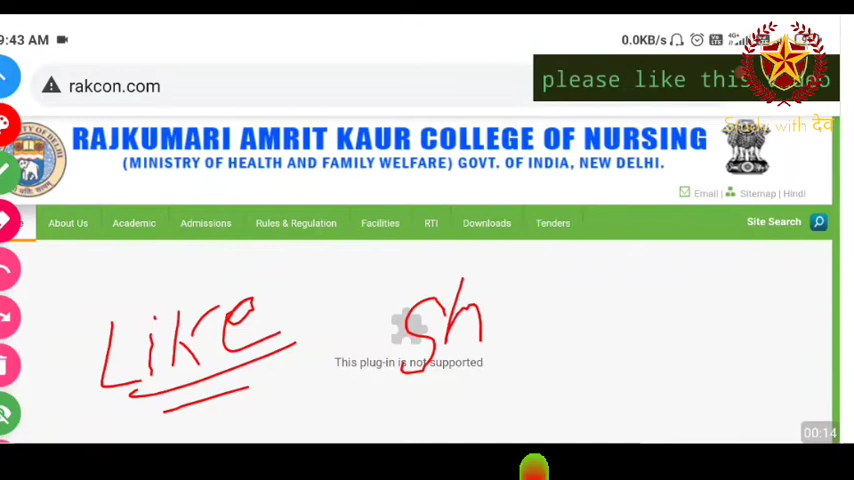 9:43 AM
0.0KB/s
4G+
rakcon.com
please like this
Study with देव
RAJKUMARI AMRIT KAUR COLLEGE OF NURSING
(MINISTRY OF HEALTH AND FAMILY WELFARE) GOVT. OF INDIA, NEW DELHI.
Email | Sitemap | Hindi
About Us Academic Admissions Rules & Regulation Facilities RTI Downloads Tenders Site Search
Like Sh
This plug-in is not supported
00:14